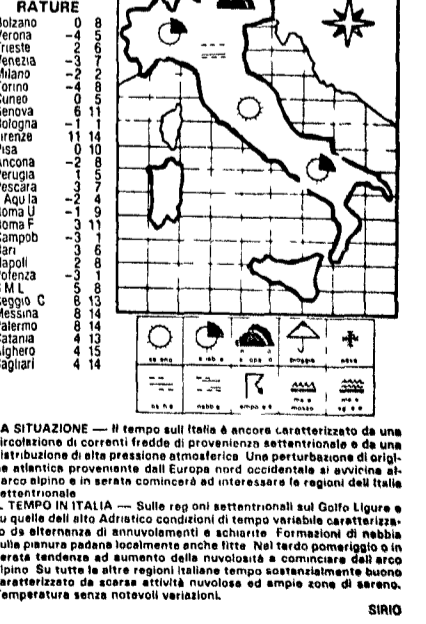 RATURE
Bolzano 0 8
Verona −4 5
Trieste 2 6
Venezia −3 7
Milano −2 2
Torino −4 8
Cuneo 0 5
Genova 6 11
Bologna −1 1
Firenze 11 14
Pisa 0 10
Ancona −2 8
Perugia 1 5
Pescara 3 7
Aquila −2 4
Roma U −1 9
Roma F 3 11
Campob −3 1
Bari 3 6
Napoli 2 8
Potenza −3 1
S M L 5 8
Reggio C 6 13
Messina 8 14
Palermo 8 14
Catania 4 13
Alghero 4 15
Cagliari 4 14
pioggia neve
mosso
A SITUAZIONE — Il tempo sull Italia è ancora caratterizzato da una
circolazione di correnti fredde di provenienza settentrionale e da una
distribuzione di alta pressione atmosferica Una perturbazione di origi-
ne atlantica proveniente dall Europa nord occidentale si avvicina al-
l arco alpino e in serata comincerà ad interessare le regioni dell Italia
settentrionale
IL TEMPO IN ITALIA — Sulle regioni settentrionali sul Golfo Ligure e
su quelle dell alto Adriatico condizioni di tempo variabile caratterizza-
to da alternanza di annuvolamenti e schiarite Formazioni di nebbia
sulla pianura padana localmente anche fitte Nel tardo pomeriggio o in
serata tendenza ad aumento della nuvolosità a cominciare dall arco
alpino Su tutte le altre regioni italiane tempo sostanzialmente buono
caratterizzato da scarsa attività nuvolosa ed ampie zone di sereno.
Temperatura senza notevoli variazioni.
SIRIO